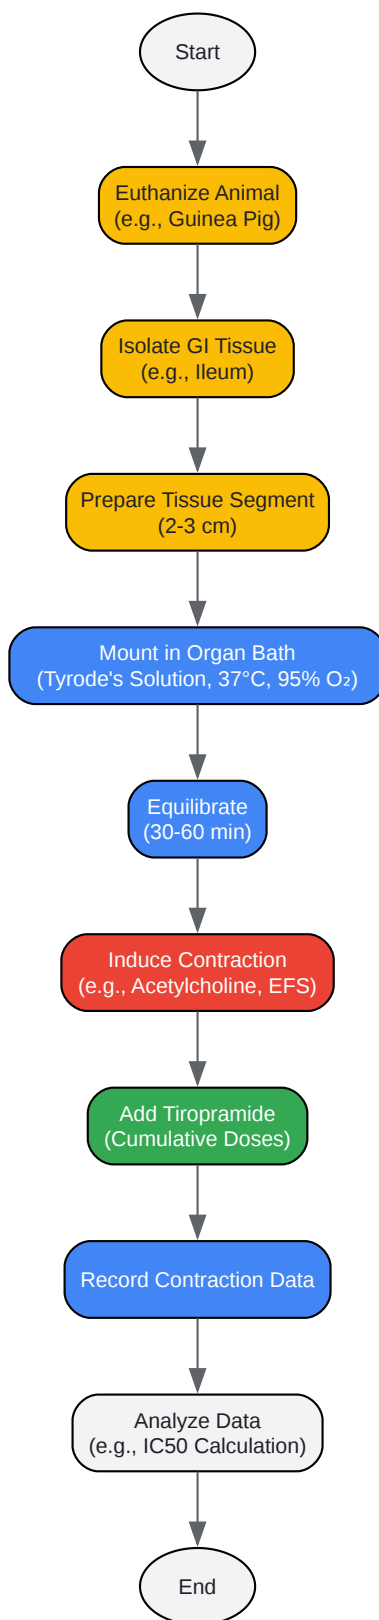 Start
Euthanize Animal
(e.g., Guinea Pig)
Isolate GI Tissue
(e.g., Ileum)
Prepare Tissue Segment
(2-3 cm)
Mount in Organ Bath
(Tyrode's Solution, 37°C, 95% O₂)
Equilibrate
(30-60 min)
Induce Contraction
(e.g., Acetylcholine, EFS)
Add Tiropramide
(Cumulative Doses)
Record Contraction Data
Analyze Data
(e.g., IC50 Calculation)
End